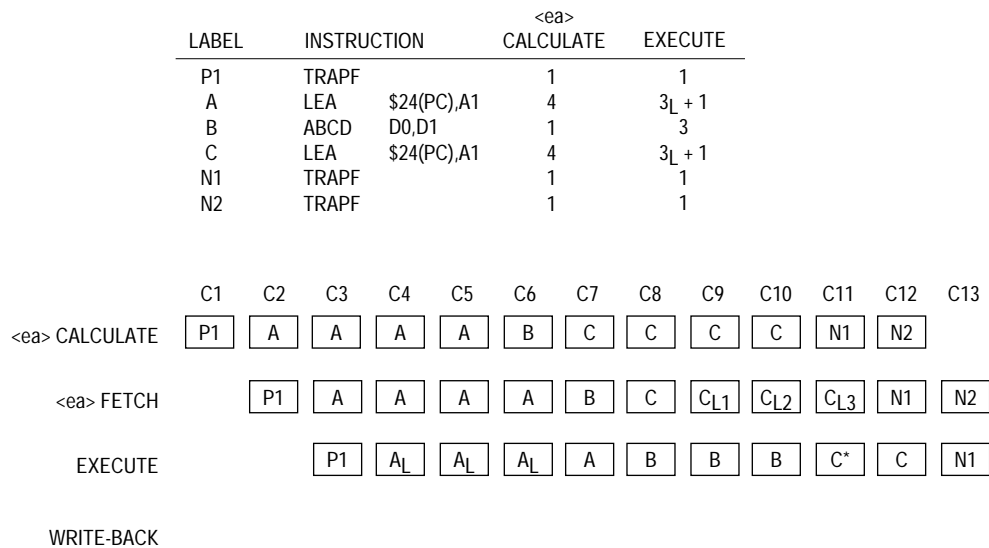 <ea>
LABEL INSTRUCTION CALCULATE EXECUTE
P1 TRAPF 1 1
A LEA $24(PC),A1 4 3L + 1
B ABCD D0,D1 1 3
C LEA $24(PC),A1 4 3L + 1
N1 TRAPF 1 1
N2 TRAPF 1 1
C1 C2 C3 C4 C5 C6 C7 C8 C9 C10 C11 C12 C13
<ea> CALCULATE P1 A A A A B C C C C N1 N2
<ea> FETCH P1 A A A A B C CL1 CL2 CL3 N1 N2
EXECUTE P1 AL AL AL A B B B C* C N1
WRITE-BACK